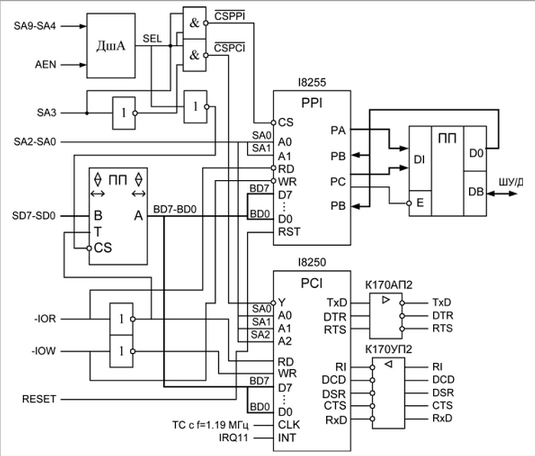 SA9-SA4
ДшА
SEL
&
CSPPI
AEN
&
CSPCI
SA3
1
1
I8255
PPI
CS
SA2-SA0
SA0
A0
SA1
A1
RD
WR
BD7
D7
BD0
D0
RST
PA
PB
PC
PB
DI
ПП
D0
DB
E
ШУ/Д
ПП
SD7-SD0
B
A
BD7-BD0
T
CS
I8250
PCI
Y
SA0
A0
SA1
A1
SA2
A2
RD
WR
BD7
D7
BD0
D0
CLK
INT
-IOR
1
-IOW
1
RESET
ТС с f=1.19 МГц
IRQ11
К170АП2
TxD
TxD
DTR
DTR
RTS
RTS
К170УП2
RI
RI
DCD
DCD
DSR
DSR
CTS
CTS
RxD
RxD